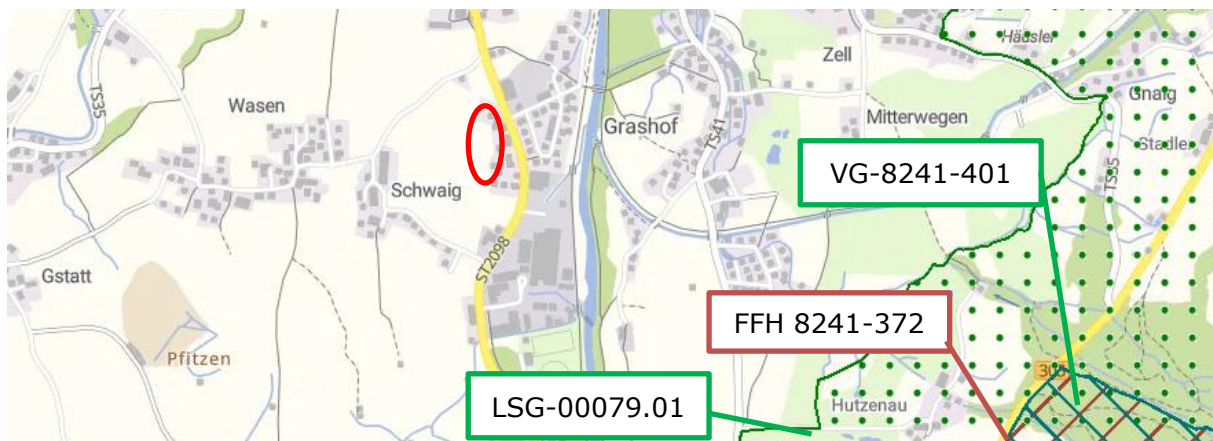 Häusler
Zell
TS35
Gnaig
Wasen
Mitterwegen
Grashof
TS41
Stadler
VG-8241-401
Schwaig
TS35
ST2098
Gstatt
FFH 8241-372
Pfitzen
305
LSG-00079.01
Hutzenau